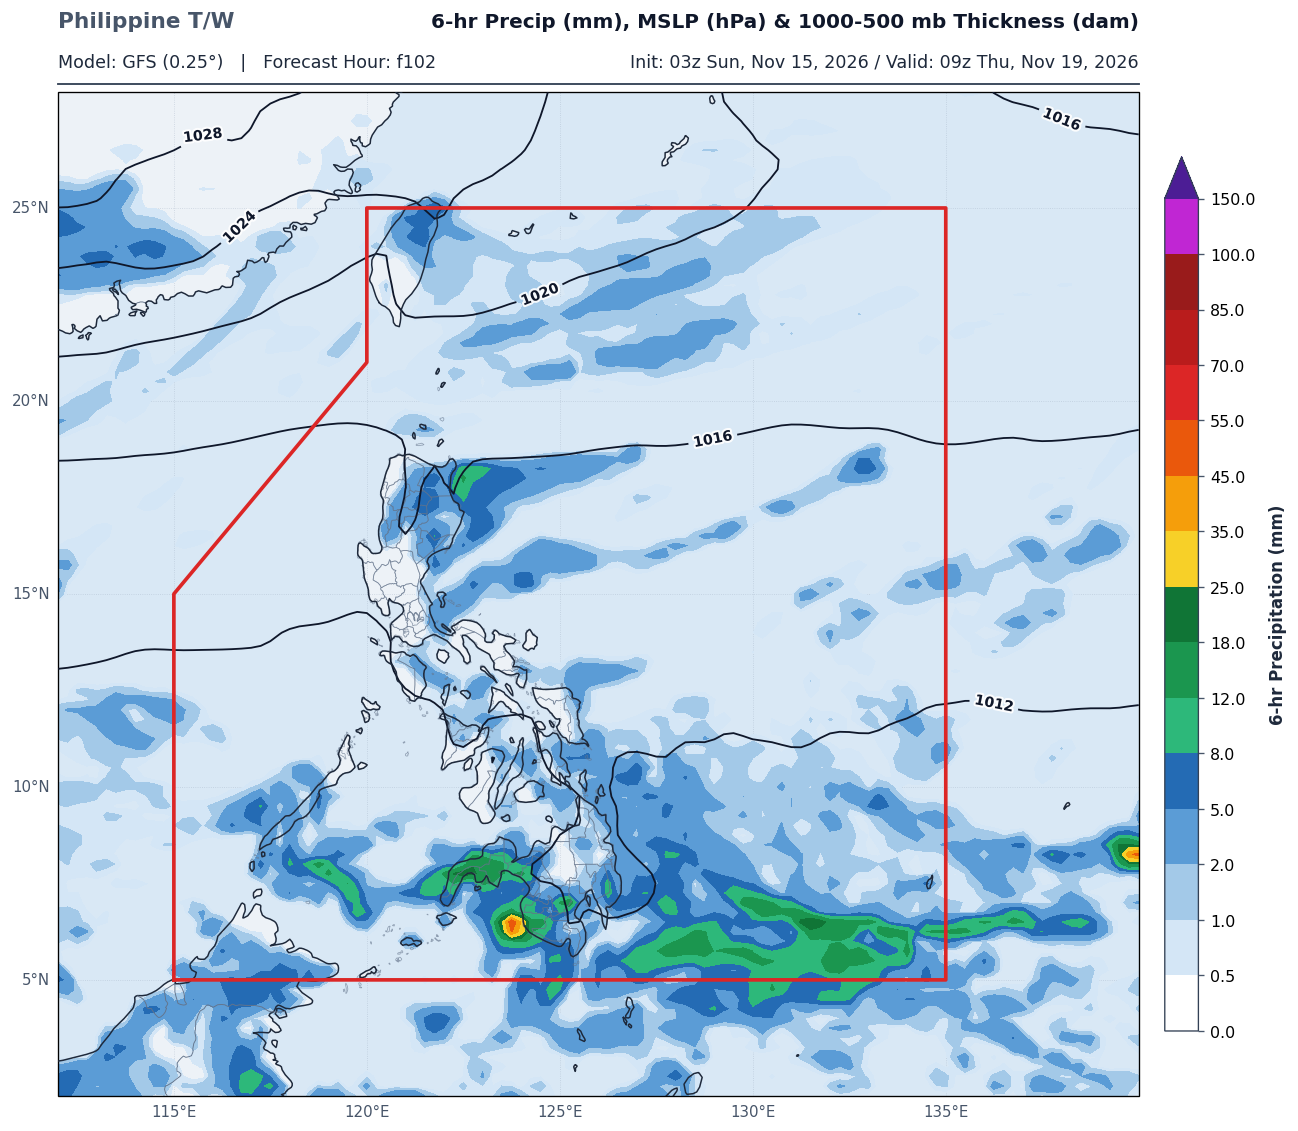 Philippine T/W
6-hr Precip (mm), MSLP (hPa) & 1000-500 mb Thickness (dam)
Model: GFS (0.25°) | Forecast Hour: f102
Init: 03z Sun, Nov 15, 2026 / Valid: 09z Thu, Nov 19, 2026
1028
1016
1024
1020
1016
1012
25°N
20°N
15°N
10°N
5°N
115°E
120°E
125°E
130°E
135°E
150.0
100.0
85.0
70.0
55.0
45.0
35.0
25.0
18.0
12.0
8.0
5.0
2.0
1.0
0.5
0.0
6-hr Precipitation (mm)